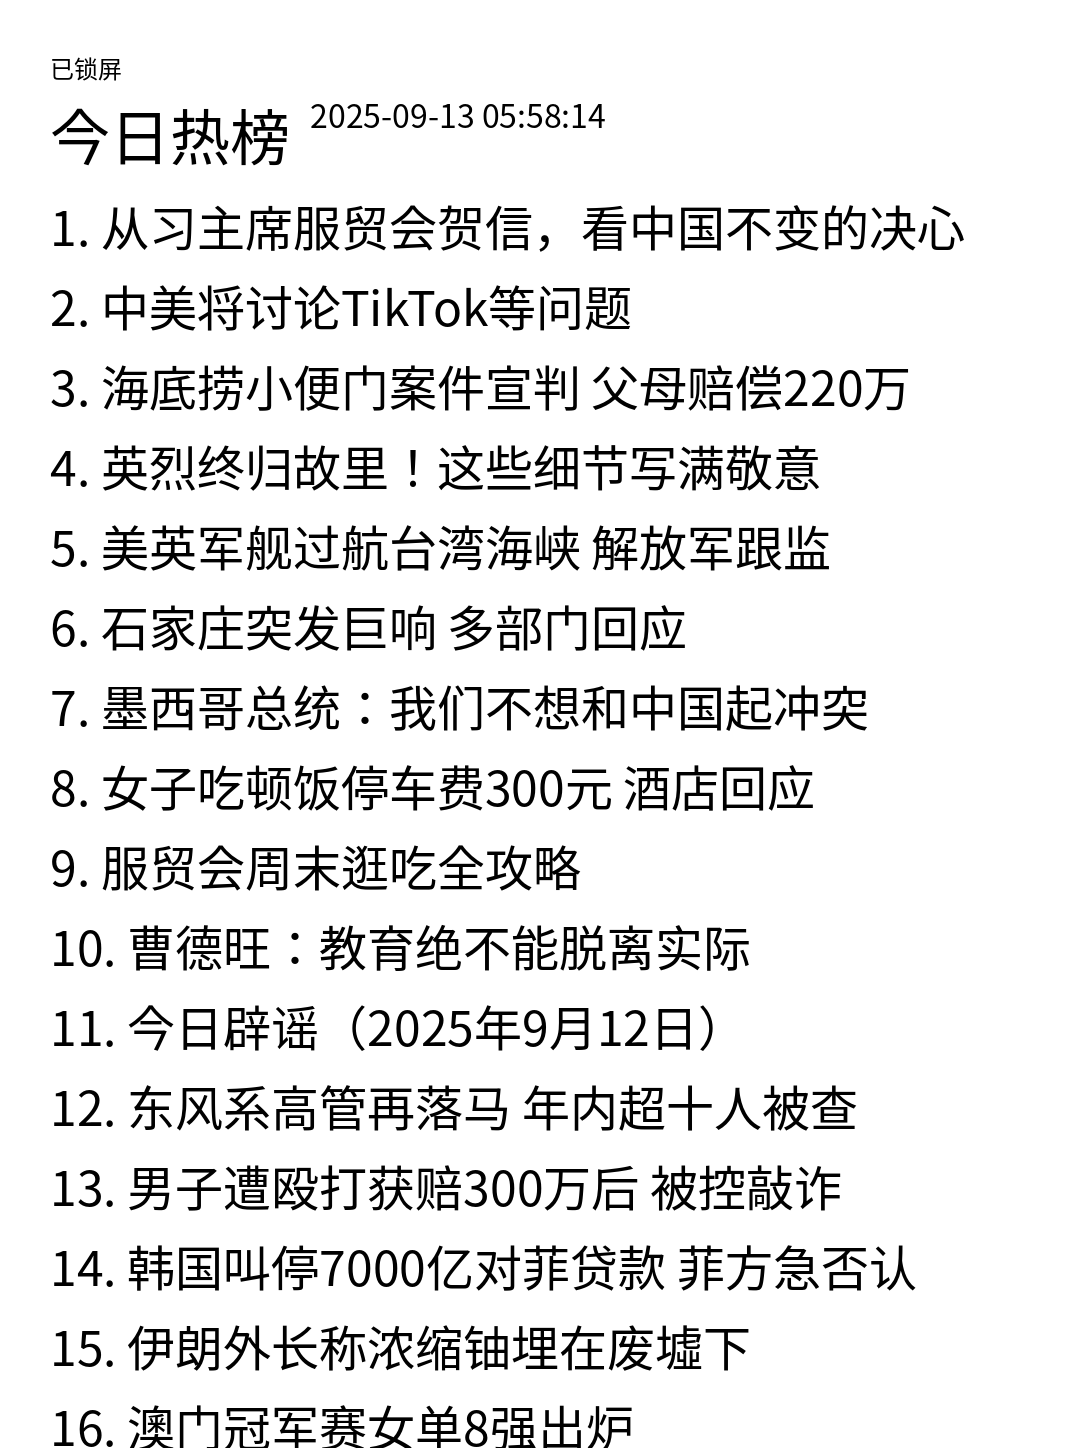 已锁屏
今日热榜 2025-09-13 05:58:14
1. 从习主席服贸会贺信，看中国不变的决心
2. 中美将讨论TikTok等问题
3. 海底捞小便门案件宣判 父母赔偿220万
4. 英烈终归故里！这些细节写满敬意
5. 美英军舰过航台湾海峡 解放军跟监
6. 石家庄突发巨响 多部门回应
7. 墨西哥总统：我们不想和中国起冲突
8. 女子吃顿饭停车费300元 酒店回应
9. 服贸会周末逛吃全攻略
10. 曹德旺：教育绝不能脱离实际
11. 今日辟谣（2025年9月12日）
12. 东风系高管再落马 年内超十人被查
13. 男子遭殴打获赔300万后 被控敲诈
14. 韩国叫停7000亿对菲贷款 菲方急否认
15. 伊朗外长称浓缩铀埋在废墟下
16. 澳门冠军赛女单8强出炉